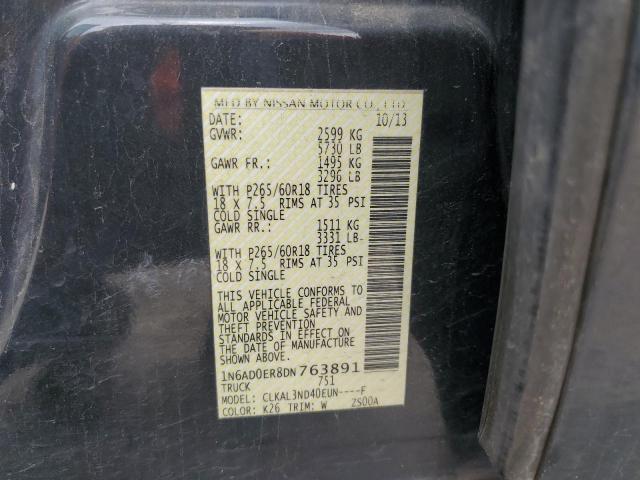 MFD BY NISSAN MOTOR CO., LTD.
DATE: 10/13
GVWR: 2599 KG
5730 LB
GAWR FR.: 1495 KG
3296 LB
WITH P265/60R18 TIRES
18 X 7.5 RIMS AT 35 PSI
COLD SINGLE
GAWR RR.: 1511 KG
3331 LB
WITH P265/60R18 TIRES
18 X 7.5 RIMS AT 35 PSI
COLD SINGLE
THIS VEHICLE CONFORMS TO
ALL APPLICABLE FEDERAL
MOTOR VEHICLE SAFETY AND
THEFT PREVENTION
STANDARDS IN EFFECT ON
THE DATE OF MANUFACTURE
SHOWN ABOVE.
1N6AD0ER8DN763891
TRUCK 751
MODEL: CLKAL3ND40EUN----F
COLOR: K26 TRIM: W ZS00A